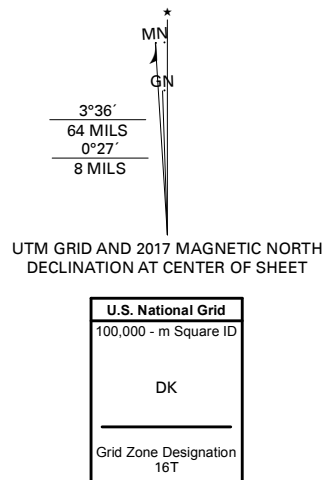 ★
MN
GN
3°36´
64 MILS
0°27´
8 MILS
UTM GRID AND 2017 MAGNETIC NORTH
DECLINATION AT CENTER OF SHEET
U.S. National Grid
100,000 - m Square ID
DK
Grid Zone Designation
16T